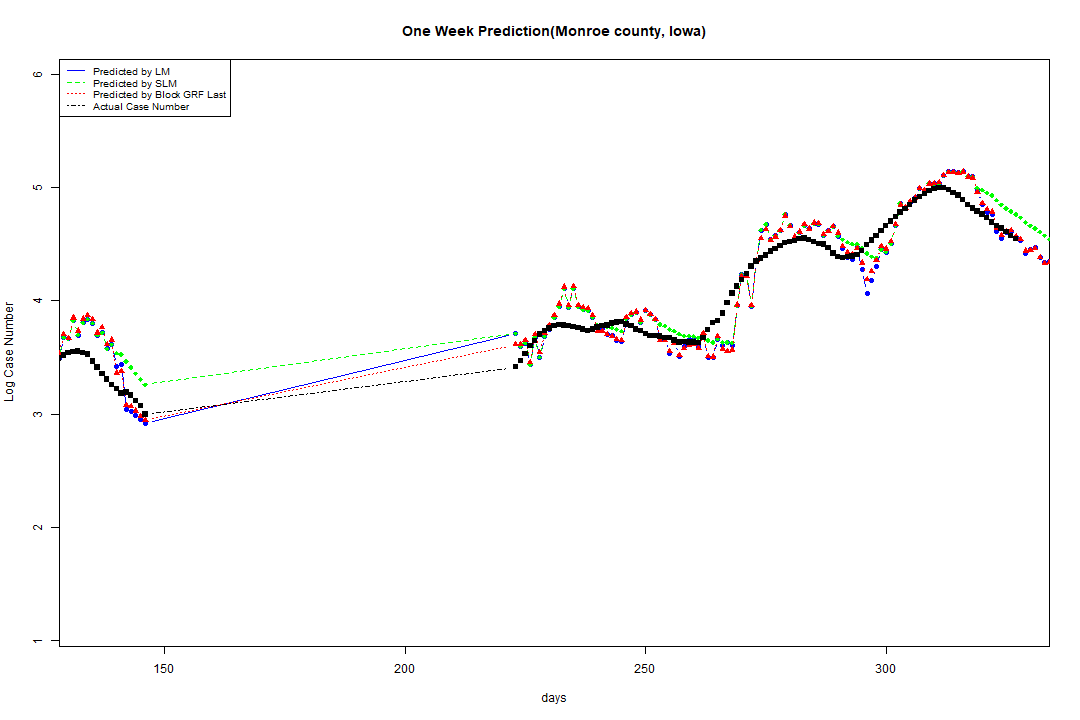 One Week Prediction(Monroe county, Iowa)
Predicted by LM
Predicted by SLM
Predicted by Block GRF Last
Actual Case Number
6
5
4
3
2
1
Log Case Number
150 200 250 300
days